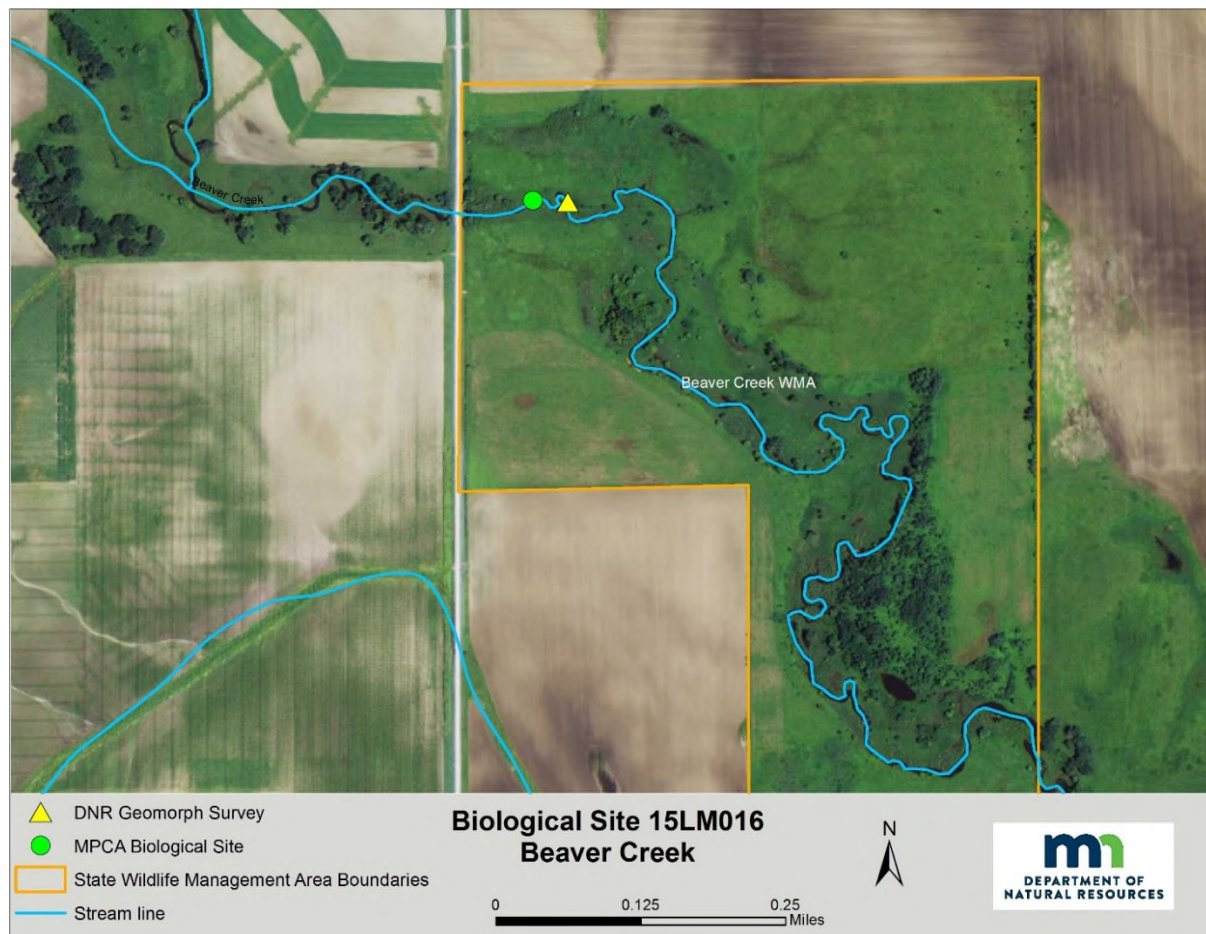 Beaver Creek
Beaver Creek WMA
DNR Geomorph Survey
MPCA Biological Site
State Wildlife Management Area Boundaries
Stream line
Biological Site 15LM016
Beaver Creek
N
0 0.125 0.25
Miles
mn
DEPARTMENT OF
NATURAL RESOURCES